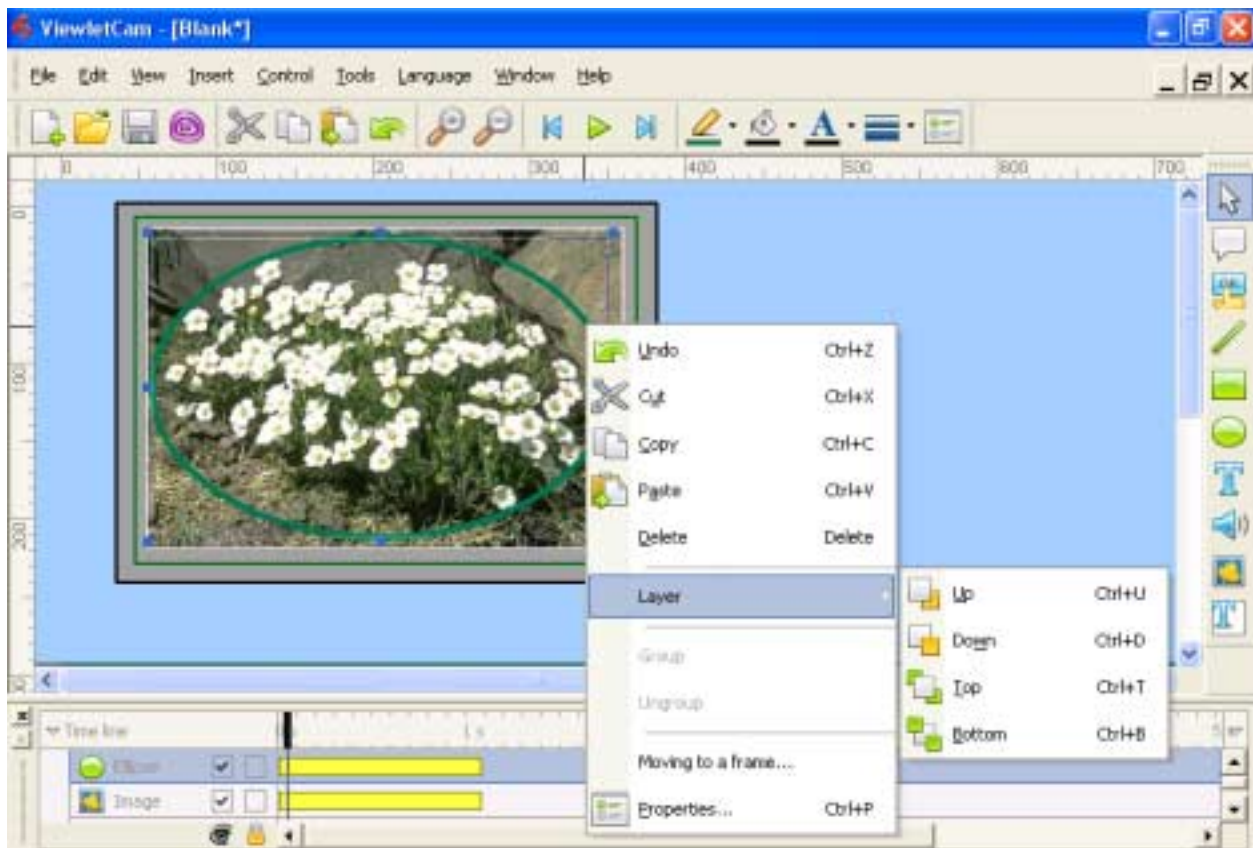 ViewletCam - [Blank*]
File Edit View Insert Control Tools Language Window Help
0 100 200 300 400 500 600 700
0
100
200
Undo Ctrl+Z
Cut Ctrl+X
Copy Ctrl+C
Paste Ctrl+V
Delete Delete
Layer
Group
Ungroup
Moving to a frame...
Properties... Ctrl+P
Up Ctrl+U
Down Ctrl+D
Top Ctrl+T
Bottom Ctrl+B
Time line 1 s
Image